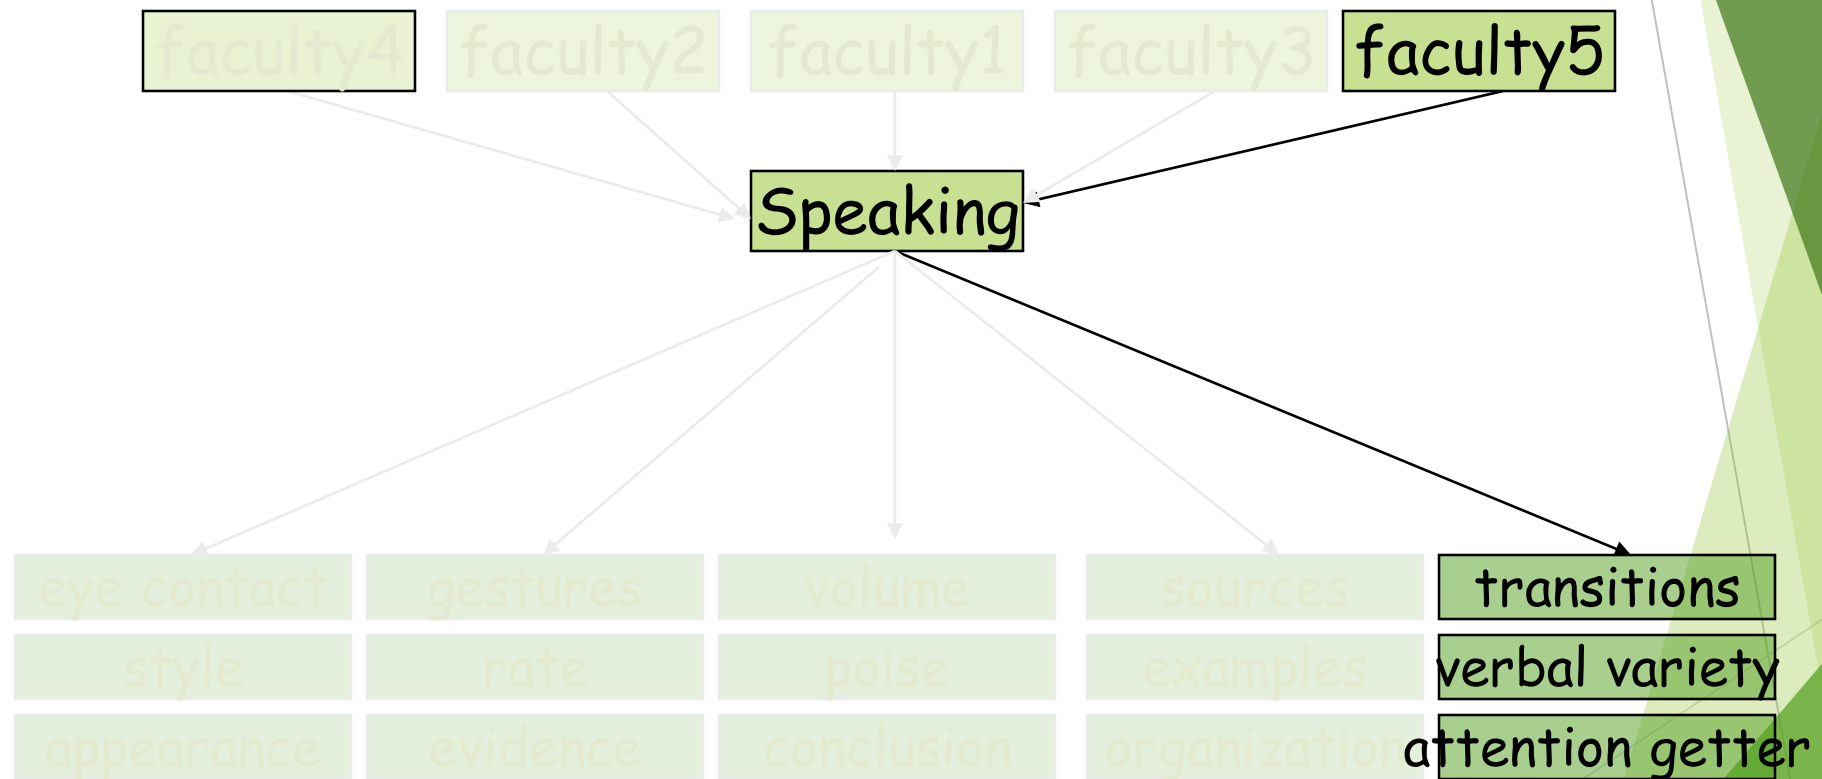 faculty4 faculty2 faculty1 faculty3 faculty5
Speaking
eye contact gestures volume sources transitions
style rate poise examples verbal variety
appearance evidence conclusion organization attention getter